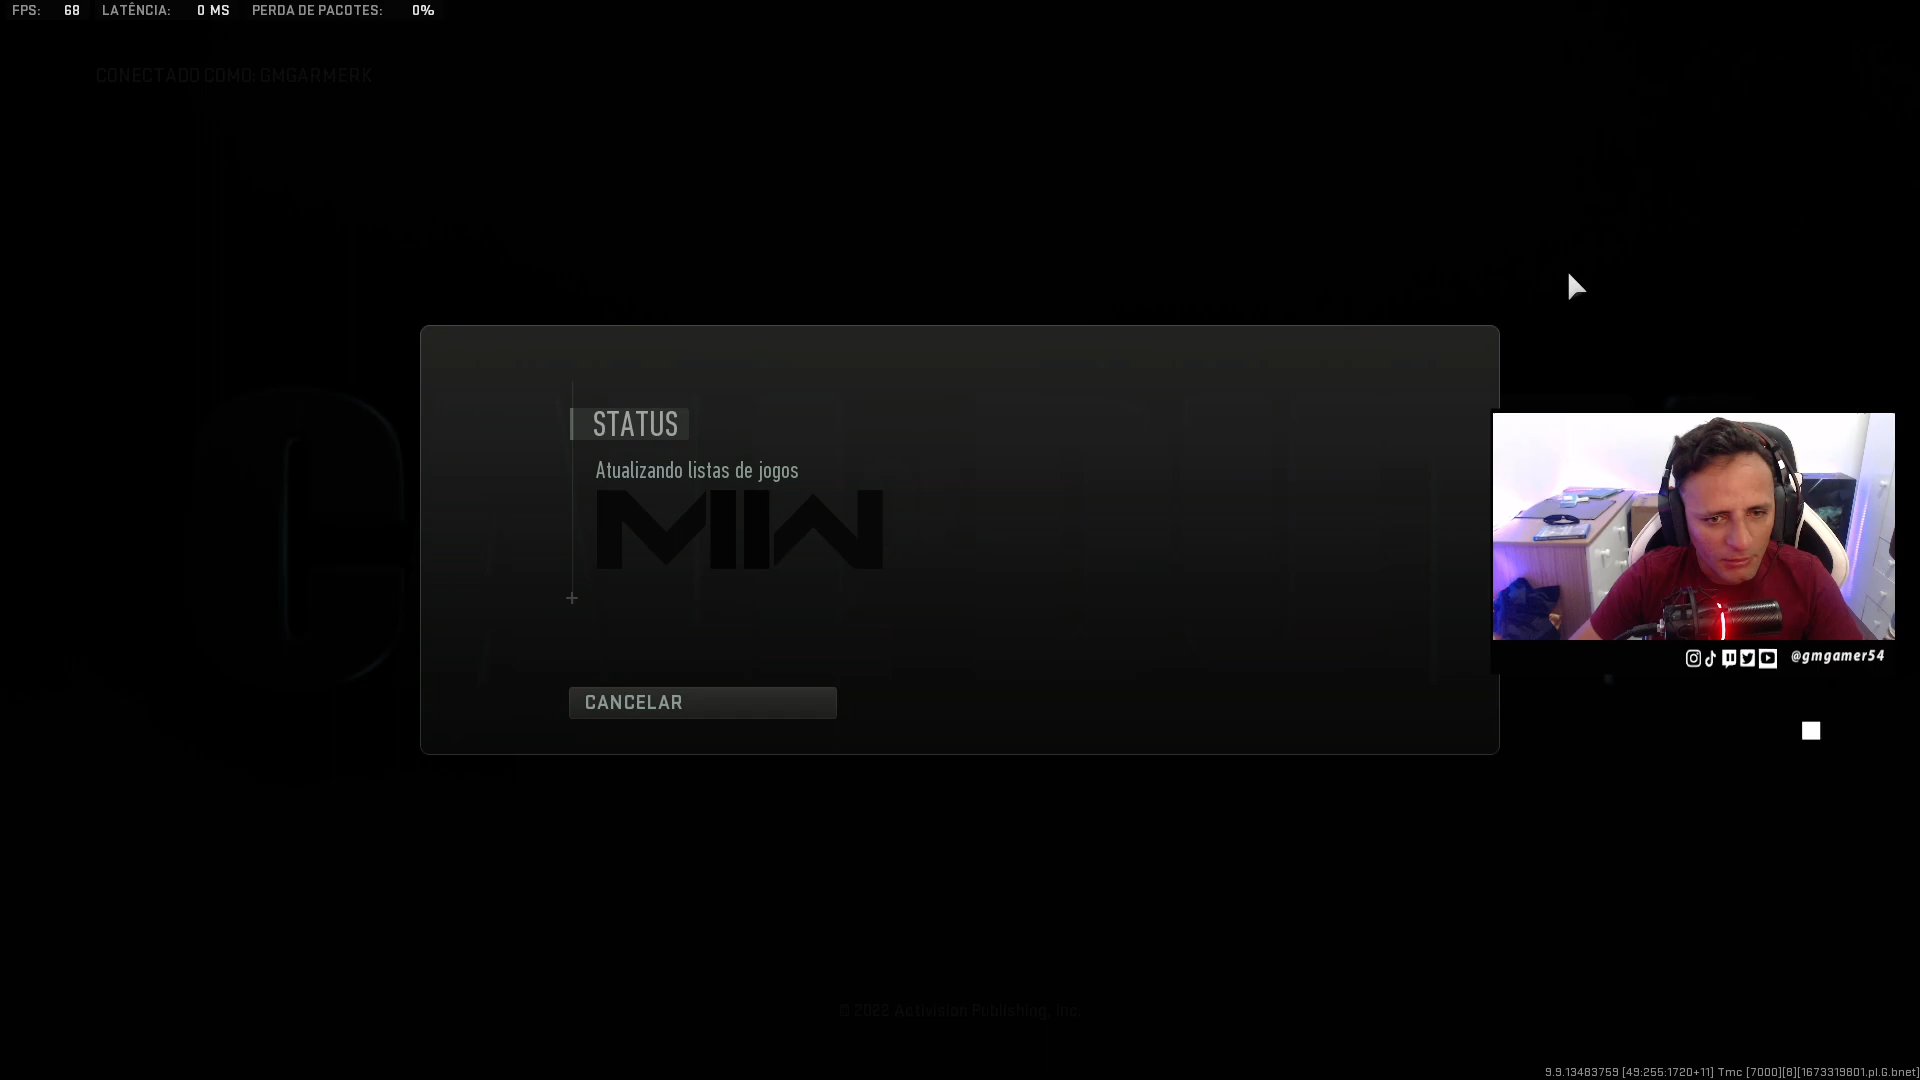 FPS: 68 LATÊNCIA: 0 MS PERDA DE PACOTES: 0%
CONECTADO COMO: GMGARMERK
STATUS
Atualizando listas de jogos
MIIW
CANCELAR
@gmgamer54
© 2022 Activision Publishing, Inc.
9.9.13483759 [49:255:1720+11] Tmc [7000][8][1673319801.pl.G.bnet]